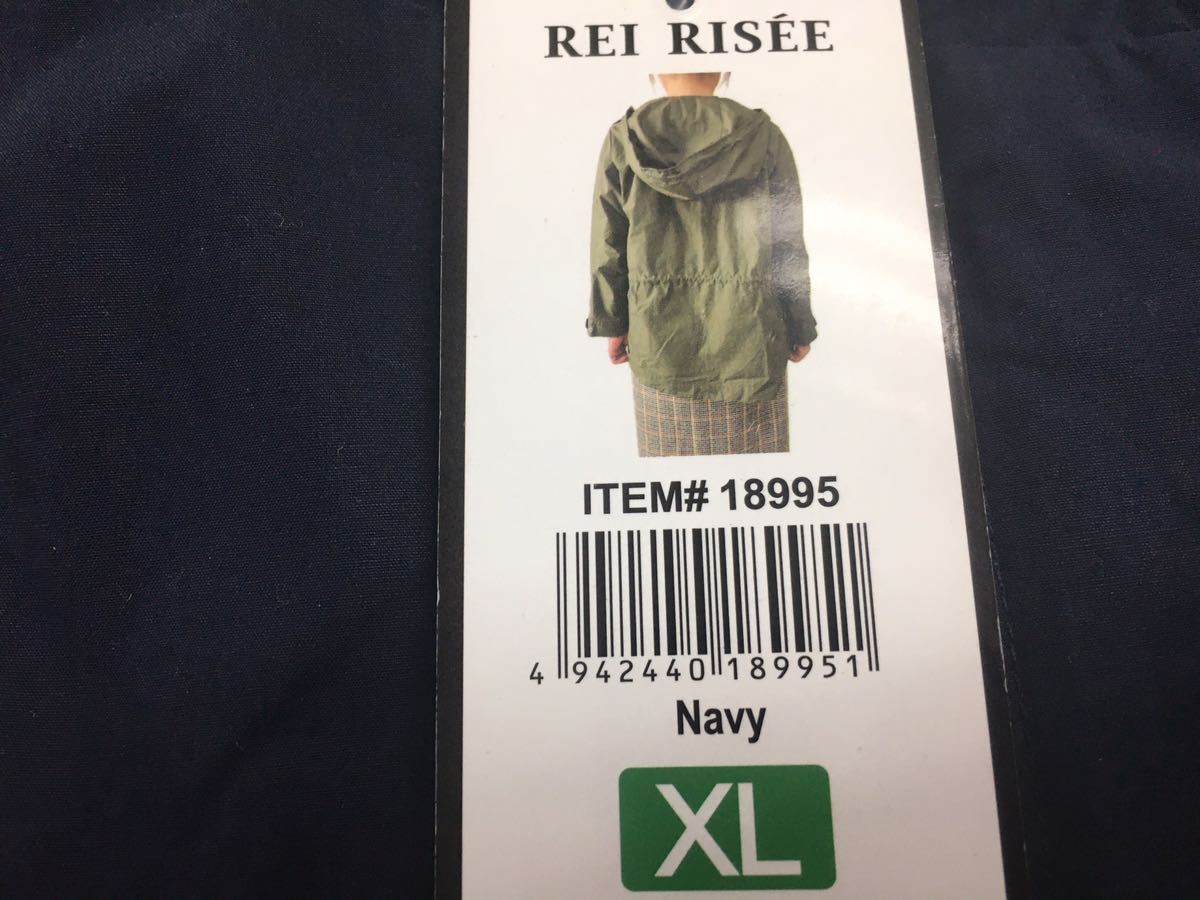 REI RISÉE
ITEM# 18995
4 942440 189951
Navy
XL